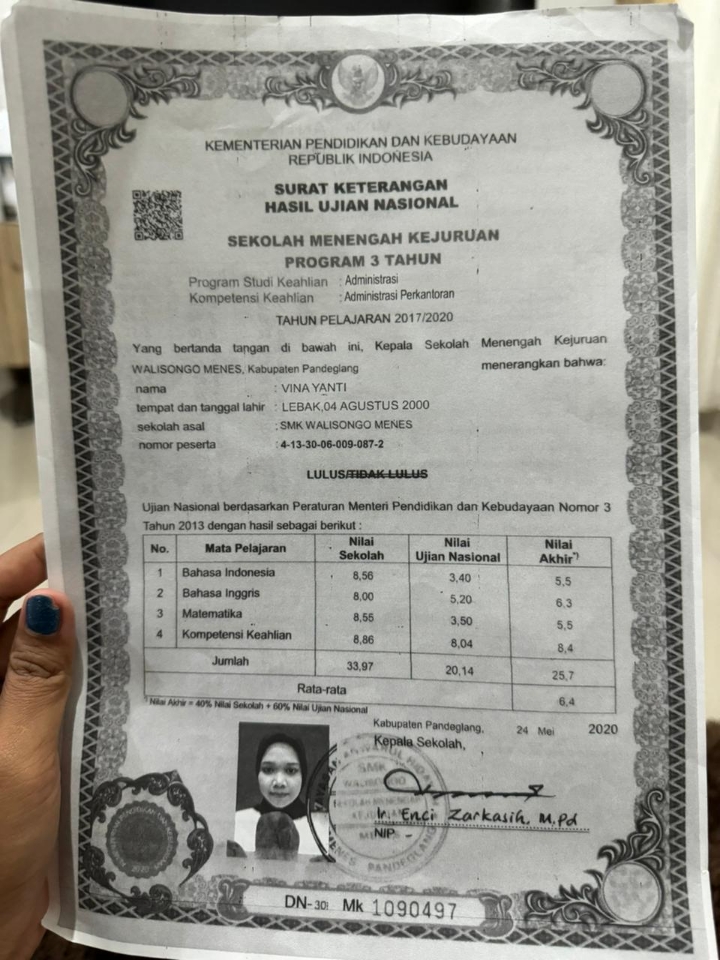 KEMENTERIAN PENDIDIKAN DAN KEBUDAYAAN
REPUBLIK INDONESIA
SURAT KETERANGAN
HASIL UJIAN NASIONAL
SEKOLAH MENENGAH KEJURUAN
PROGRAM 3 TAHUN
Program Studi Keahlian : Administrasi
Kompetensi Keahlian : Administrasi Perkantoran
TAHUN PELAJARAN 2017/2020
Yang bertanda tangan di bawah ini, Kepala Sekolah Menengah Kejuruan
WALISONGO MENES, Kabupaten Pandeglang menerangkan bahwa:
nama : VINA YANTI
tempat dan tanggal lahir : LEBAK,04 AGUSTUS 2000
sekolah asal : SMK WALISONGO MENES
nomor peserta : 4-13-30-06-009-087-2
LULUS/TIDAK LULUS
Ujian Nasional berdasarkan Peraturan Menteri Pendidikan dan Kebudayaan Nomor 3
Tahun 2013 dengan hasil sebagai berikut :
No. Mata Pelajaran Nilai Sekolah Nilai Ujian Nasional Nilai Akhir*)
1 Bahasa Indonesia 8,56 3,40 5,5
2 Bahasa Inggris 8,00 5,20 6,3
3 Matematika 8,55 3,50 5,5
4 Kompetensi Keahlian 8,86 8,04 8,4
Jumlah 33,97 20,14 25,7
Rata-rata 6,4
*) Nilai Akhir = 40% Nilai Sekolah + 60% Nilai Ujian Nasional
Kabupaten Pandeglang, 24 Mei 2020
Kepala Sekolah,
SMK
WALISONGO
MENES PANDEGLANG
Ir. Enci Zarkasih, M.Pd
NIP -
DN-30 Mk 1090497